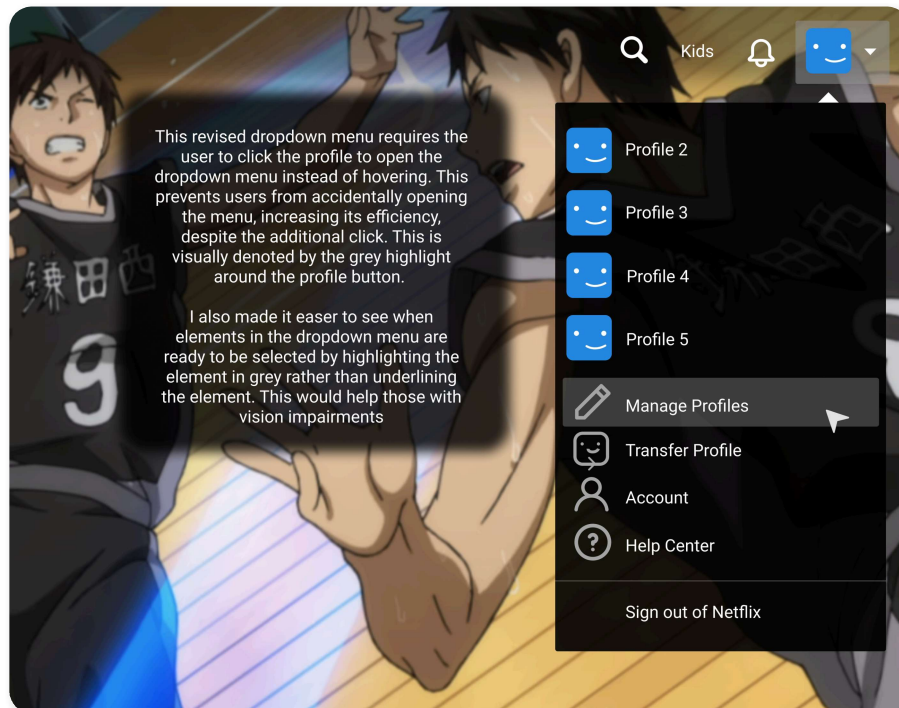 Kids
This revised dropdown menu requires the
user to click the profile to open the
dropdown menu instead of hovering. This
prevents users from accidentally opening
the menu, increasing its efficiency,
despite the additional click. This is
visually denoted by the grey highlight
around the profile button.
I also made it easer to see when
elements in the dropdown menu are
ready to be selected by highlighting the
element in grey rather than underlining
the element. This would help those with
vision impairments
鎌田西
9
Profile 2
Profile 3
Profile 4
Profile 5
Manage Profiles
Transfer Profile
Account
Help Center
Sign out of Netflix